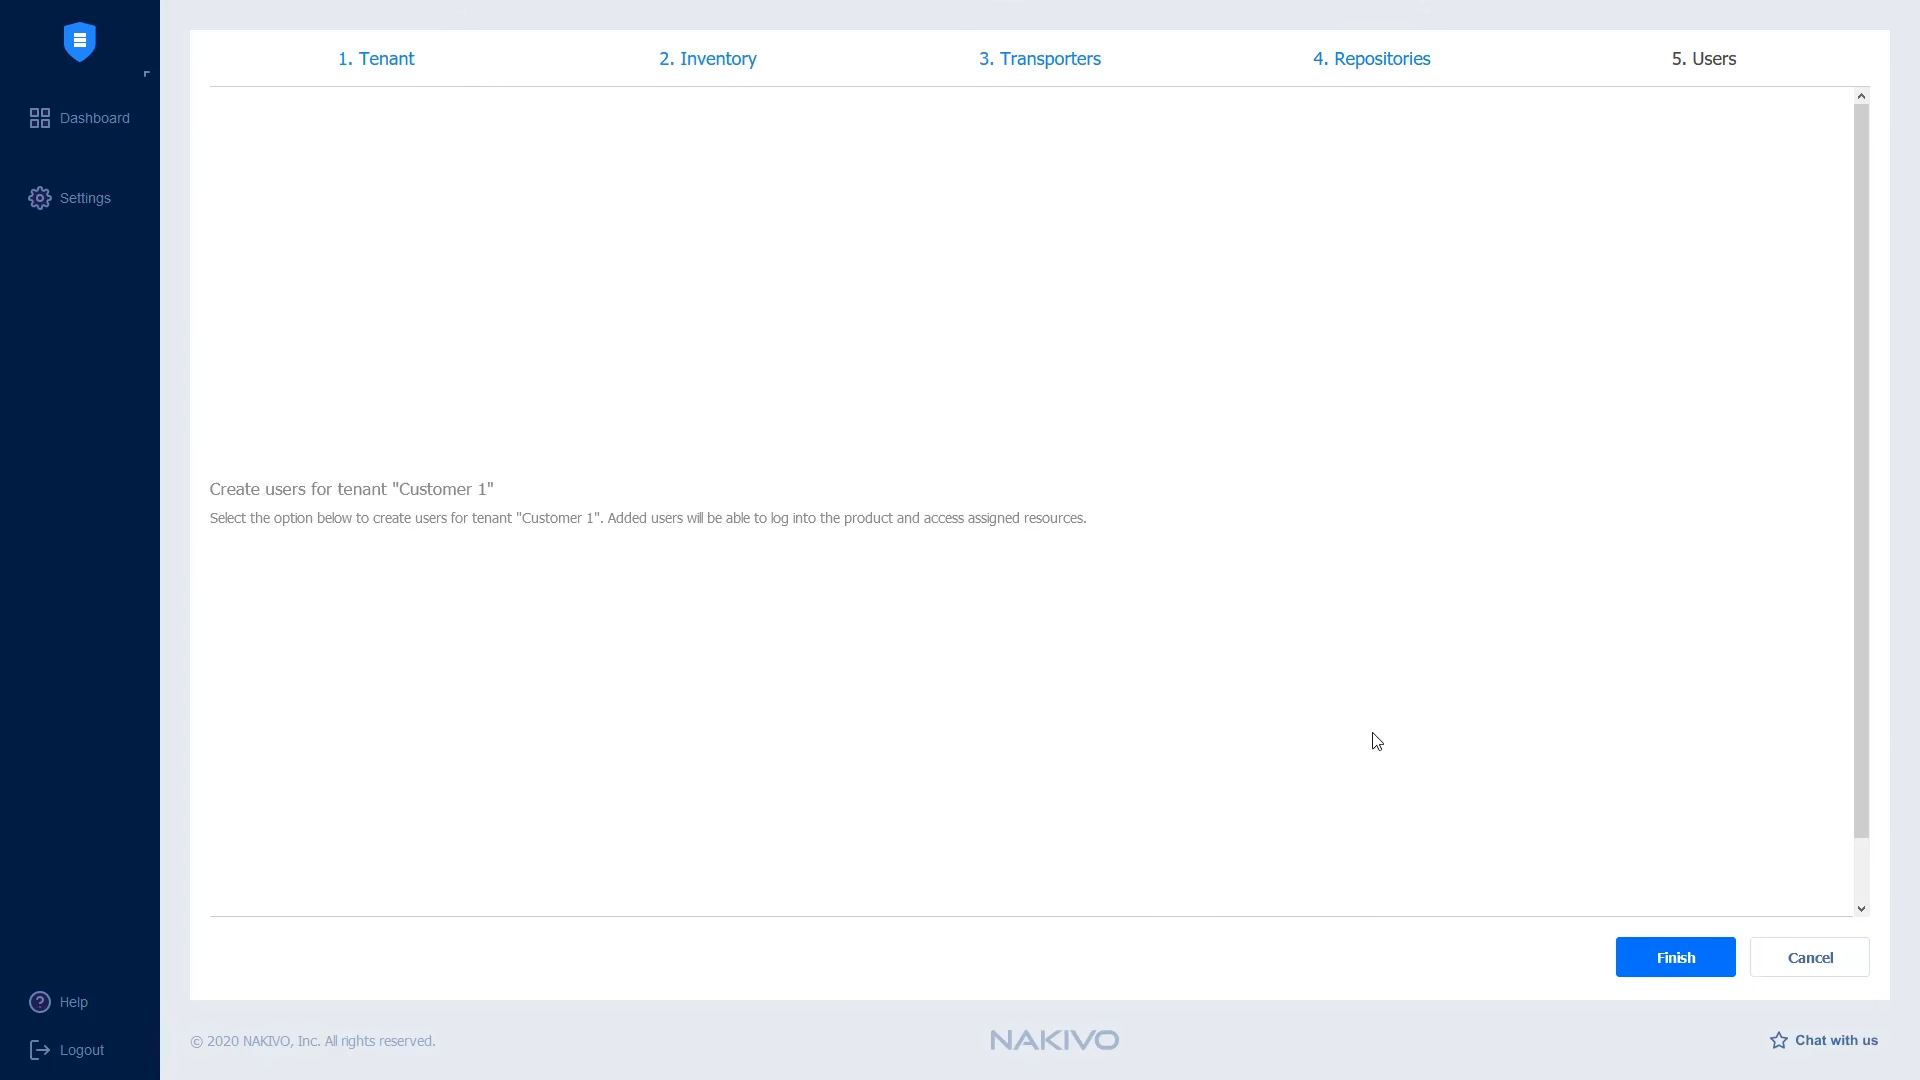 1. Tenant
2. Inventory
3. Transporters
4. Repositories
5. Users
Dashboard
Settings
Create users for tenant "Customer 1"
Select the option below to create users for tenant "Customer 1". Added users will be able to log into the product and access assigned resources.
Finish
Cancel
Help
Logout
© 2020 NAKIVO, Inc. All rights reserved.
NAKIVO
Chat with us